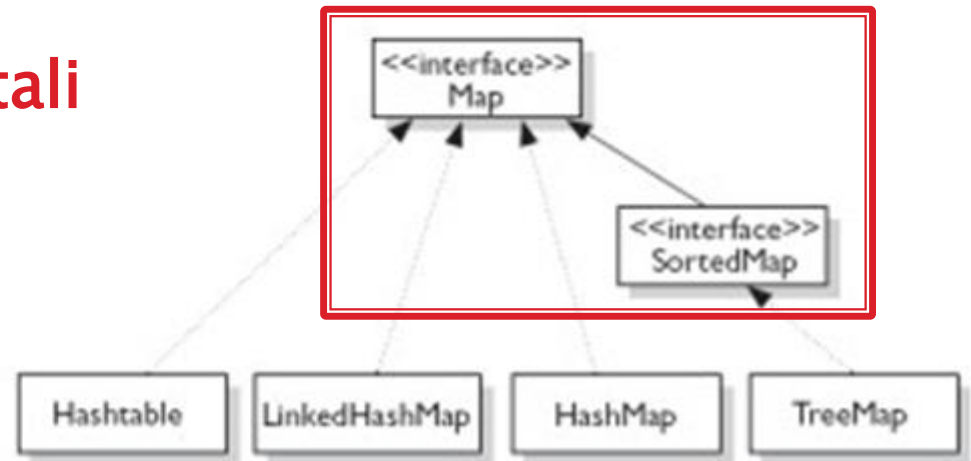 tali
<<interface>>
Map
<<interface>>
SortedMap
Hashtable
LinkedHashMap
HashMap
TreeMap